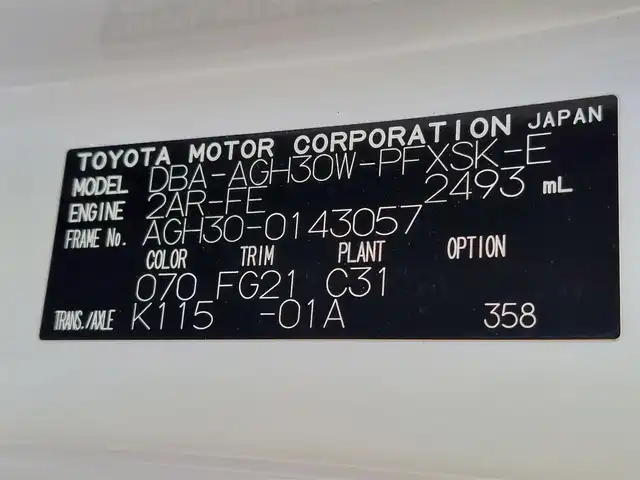 TOYOTA MOTOR CORPORATION JAPAN
MODEL DBA-AGH30W-PFXSK-E
ENGINE 2AR-FE 2493 mL
FRAME No. AGH30-0143057
COLOR TRIM PLANT OPTION
070 FG21 C31
TRANS./AXLE K115 -01A 358